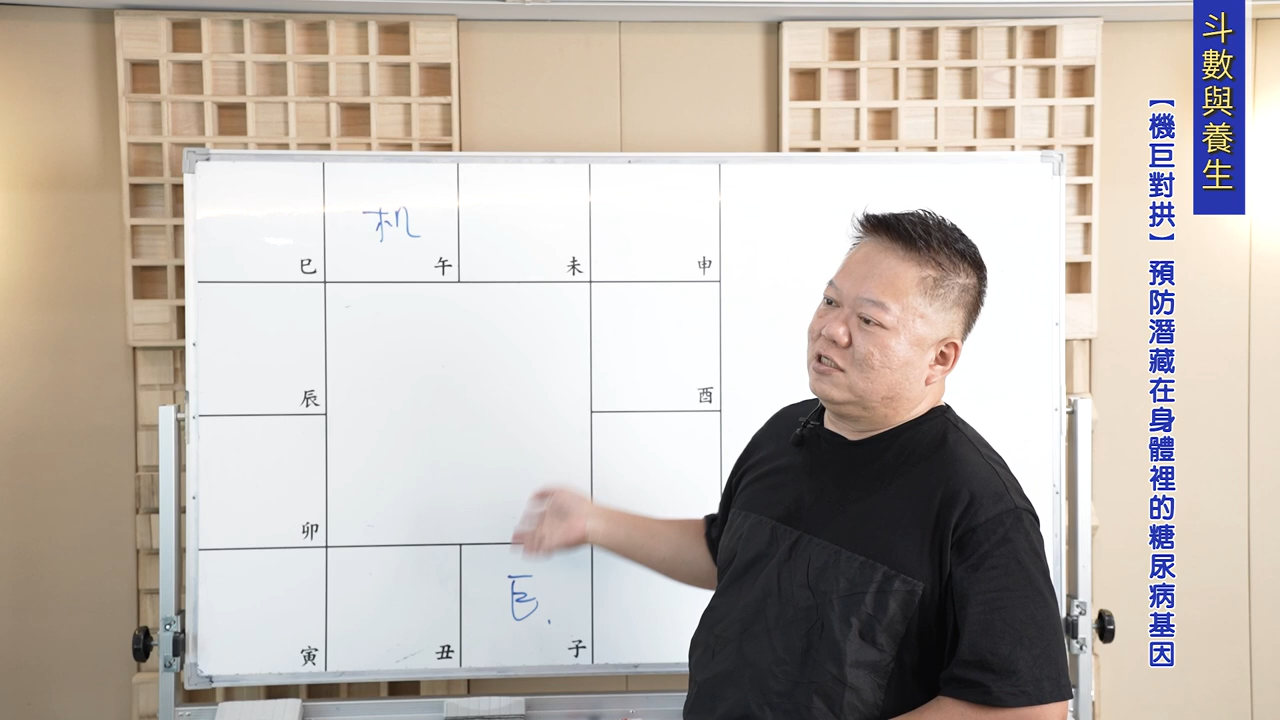 斗數與養生
【機巨對拱】預防潛藏在身體裡的糖尿病基因
机
巳
午
未
申
辰
酉
卯
巨.
寅
丑
子